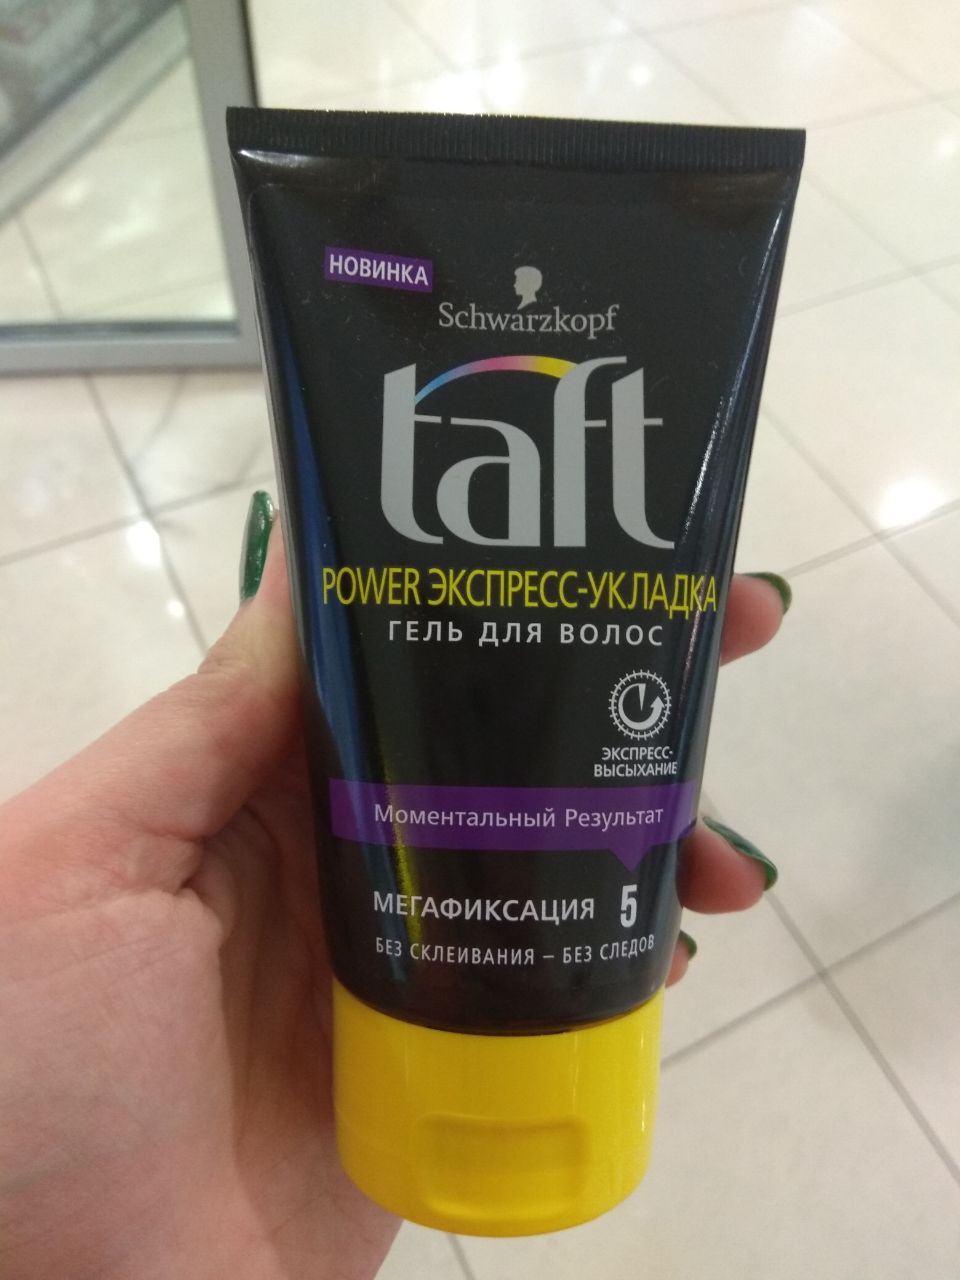 НОВИНКА
Schwarzkopf
taft
POWER ЭКСПРЕСС-УКЛАДКА
ГЕЛЬ ДЛЯ ВОЛОС
ЭКСПРЕСС-
ВЫСЫХАНИЕ
Моментальный Результат
МЕГАФИКСАЦИЯ 5
БЕЗ СКЛЕИВАНИЯ – БЕЗ СЛЕДОВ